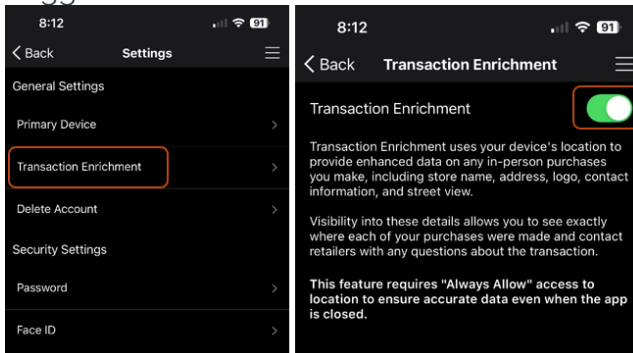 8:12
91
Back Settings
General Settings
Primary Device
Transaction Enrichment
Delete Account
Security Settings
Password
Face ID
8:12
91
Back Transaction Enrichment
Transaction Enrichment
Transaction Enrichment uses your device's location to
provide enhanced data on any in-person purchases
you make, including store name, address, logo, contact
information, and street view.
Visibility into these details allows you to see exactly
where each of your purchases were made and contact
retailers with any questions about the transaction.
This feature requires "Always Allow" access to
location to ensure accurate data even when the app
is closed.